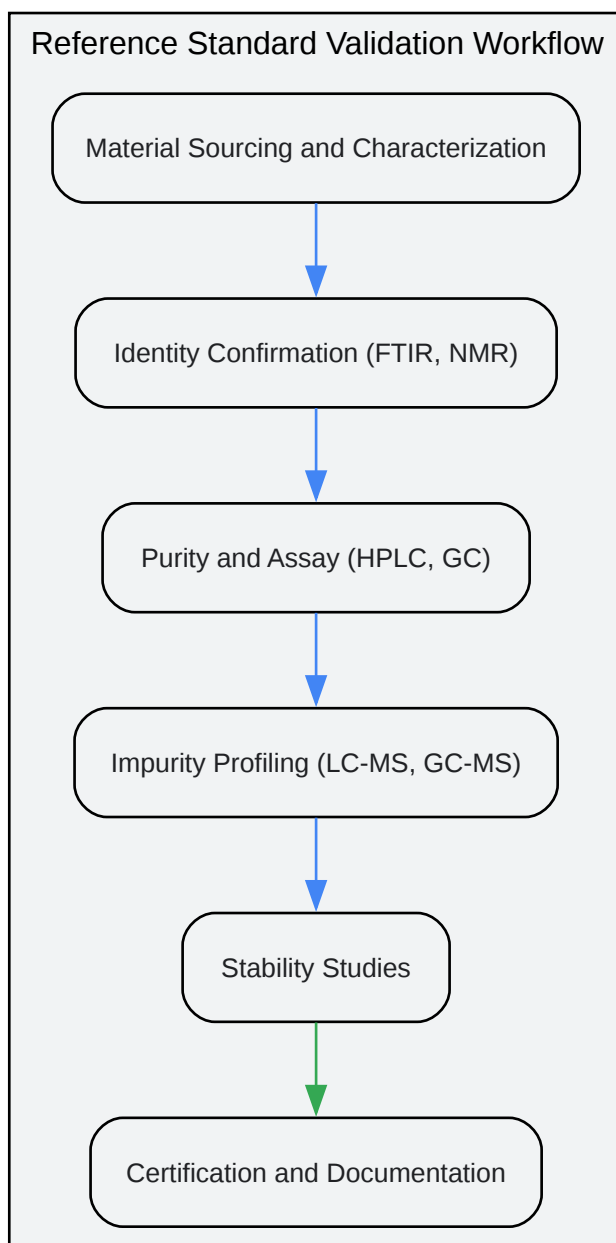 Reference Standard Validation Workflow
Material Sourcing and Characterization
Identity Confirmation (FTIR, NMR)
Purity and Assay (HPLC, GC)
Impurity Profiling (LC-MS, GC-MS)
Stability Studies
Certification and Documentation